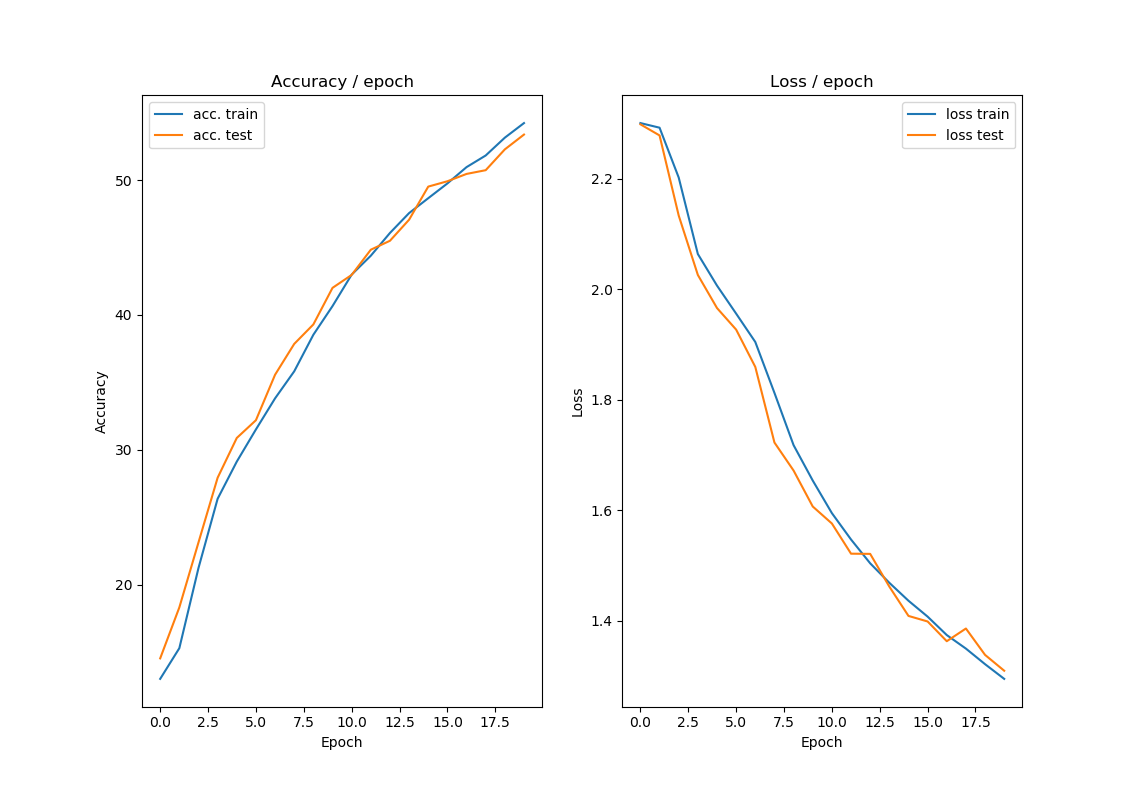 Accuracy / epoch
acc. train
acc. test
50
40
30
20
Accuracy
0.0 2.5 5.0 7.5 10.0 12.5 15.0 17.5
Epoch
Loss / epoch
loss train
loss test
2.2
2.0
1.8
1.6
1.4
Loss
0.0 2.5 5.0 7.5 10.0 12.5 15.0 17.5
Epoch